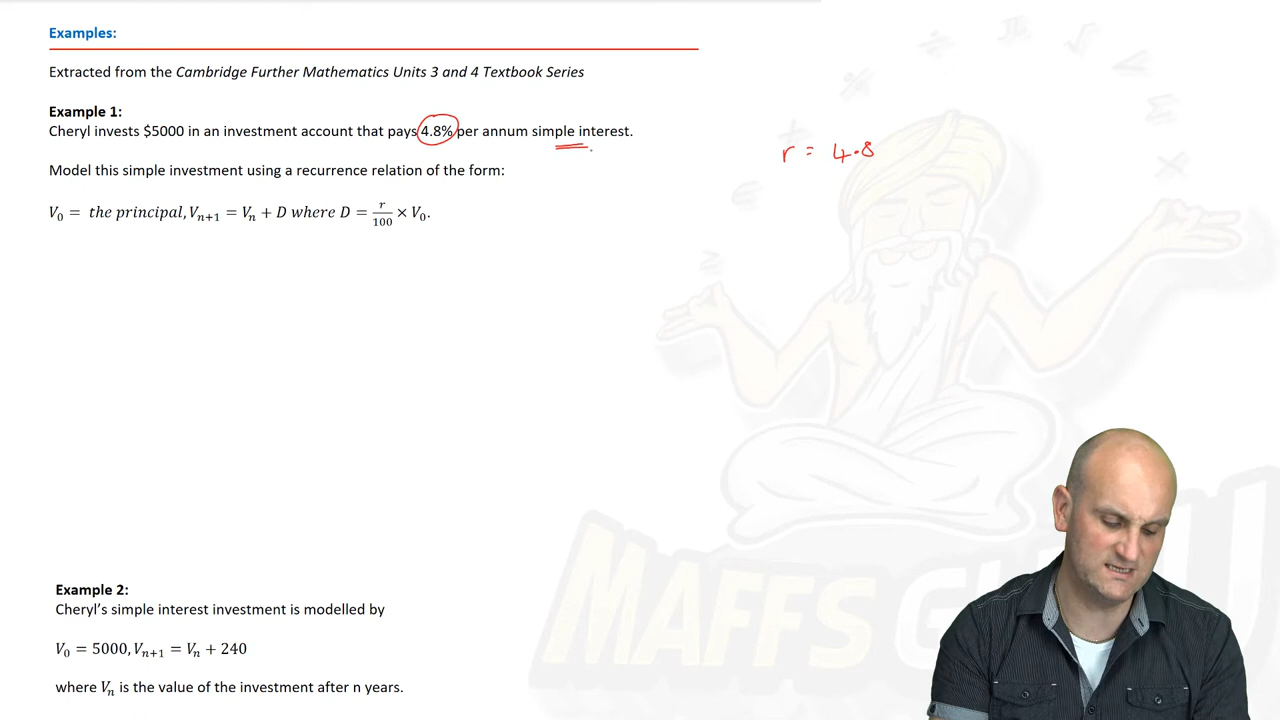 Examples:
Extracted from the Cambridge Further Mathematics Units 3 and 4 Textbook Series
Example 1:
Cheryl invests $5000 in an investment account that pays 4.8% per annum simple interest.
r = 4.8
Model this simple investment using a recurrence relation of the form:
V₀ = the principal, Vₙ₊₁ = Vₙ + D where D = r/100 × V₀.
MAFFS GURU
Example 2:
Cheryl's simple interest investment is modelled by
V₀ = 5000, Vₙ₊₁ = Vₙ + 240
where Vₙ is the value of the investment after n years.